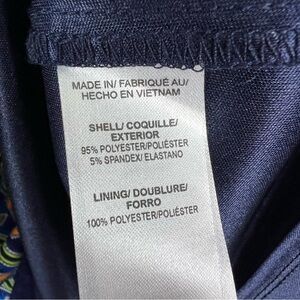 MADE IN/ FABRIQUÉ AU/
HECHO EN VIETNAM
SHELL/ COQUILLE/
EXTERIOR
95% POLYESTER/POLIÉSTER
5% SPANDEX/ ELASTANO
LINING/ DOUBLURE/
FORRO
100% POLYESTER/POLIÉSTER